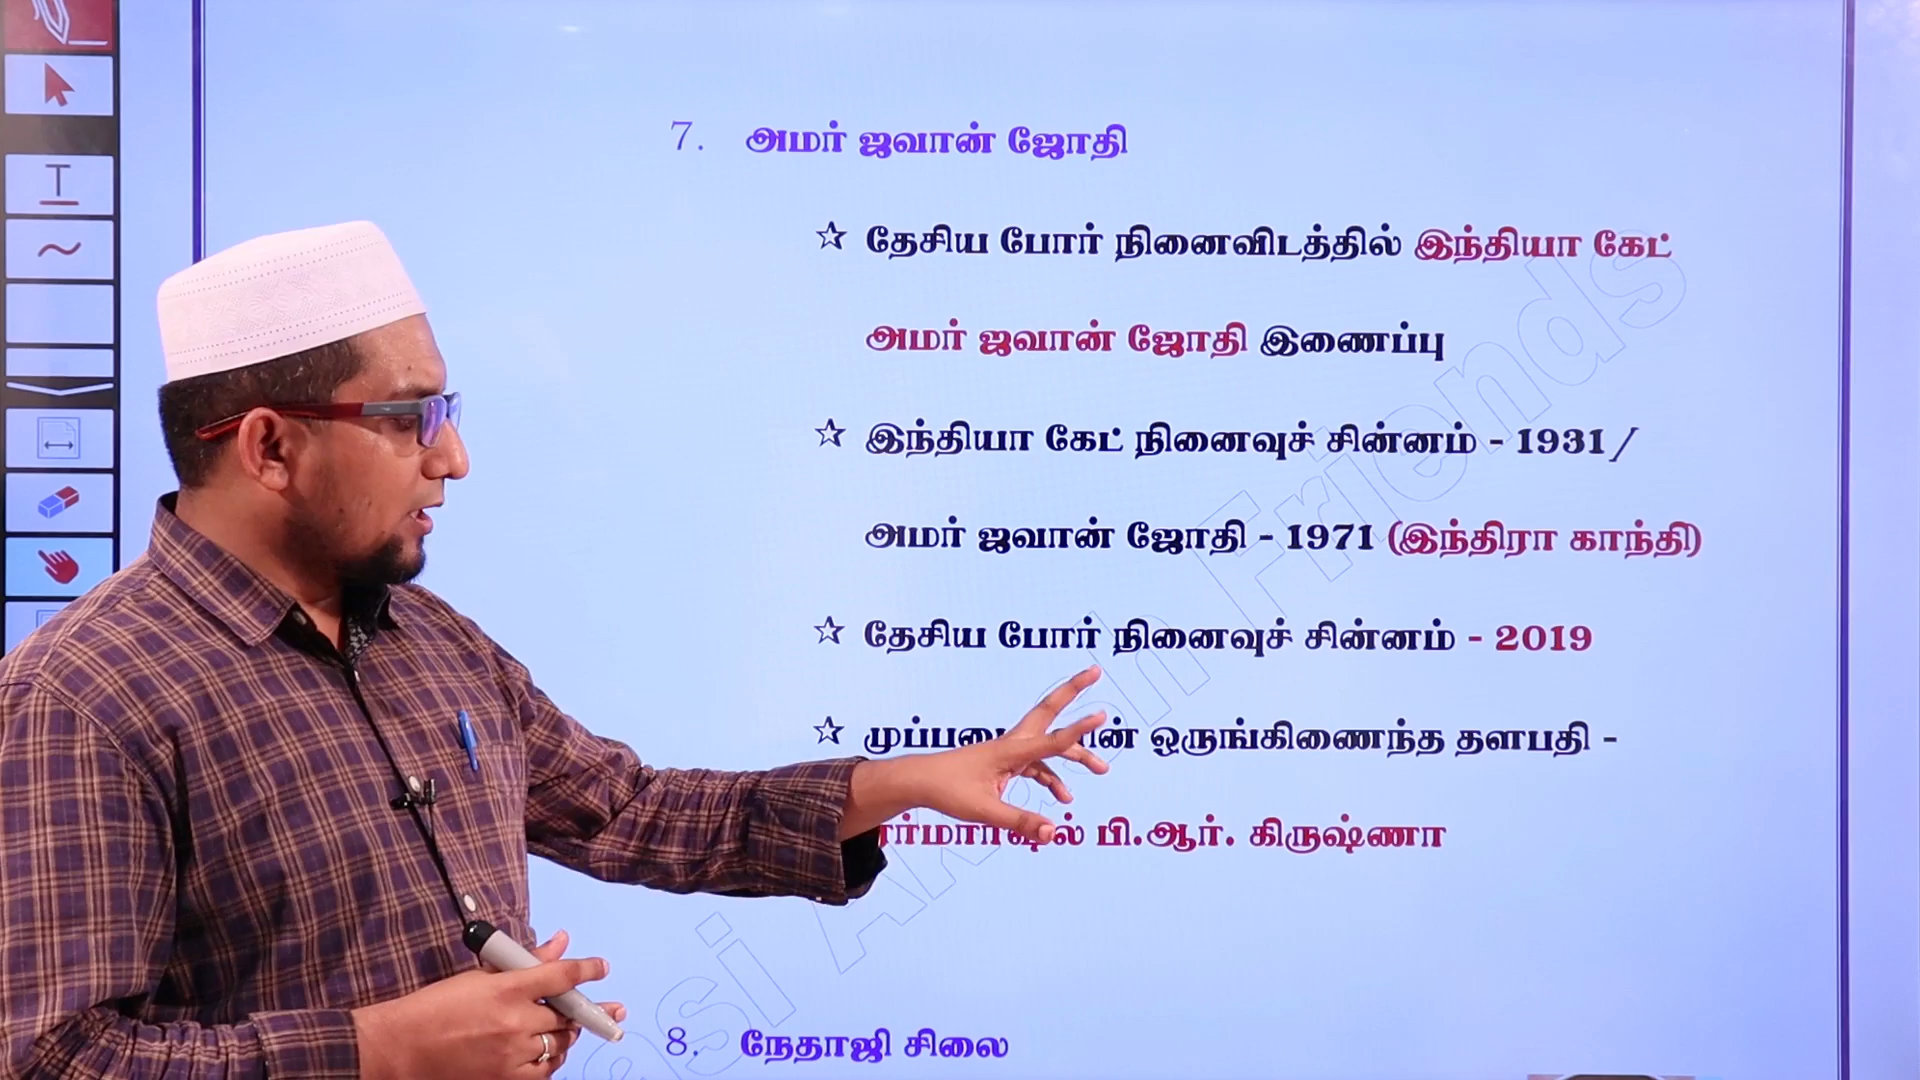 7. அமர் ஜவான் ஜோதி
☆ தேசிய போர் நினைவிடத்தில் இந்தியா கேட்
அமர் ஜவான் ஜோதி இணைப்பு
☆ இந்தியா கேட் நினைவுச் சின்னம் - 1931/
அமர் ஜவான் ஜோதி - 1971 (இந்திரா காந்தி)
☆ தேசிய போர் நினைவுச் சின்னம் - 2019
☆ ஒருங்கிணைந்த தளபதி -
பி.ஆர். கிருஷ்ணா
8. நேதாஜி சிலை
Friends